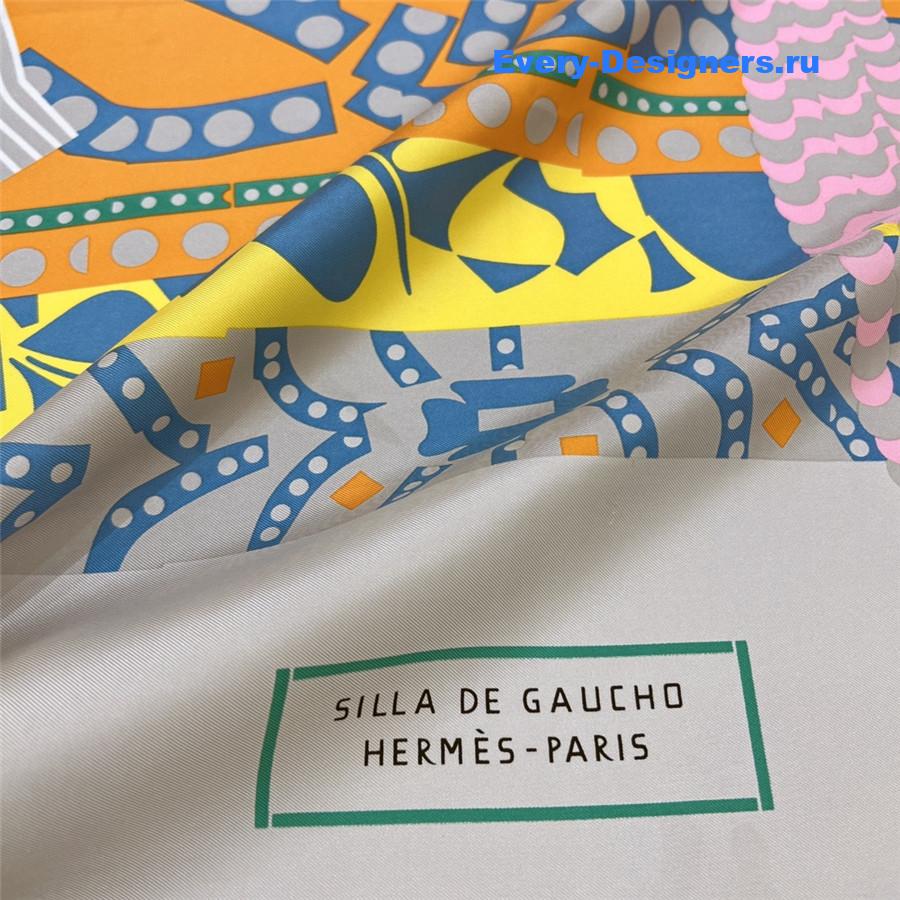 Every-Designers.ru
SILLA DE GAUCHO
HERMÈS-PARIS